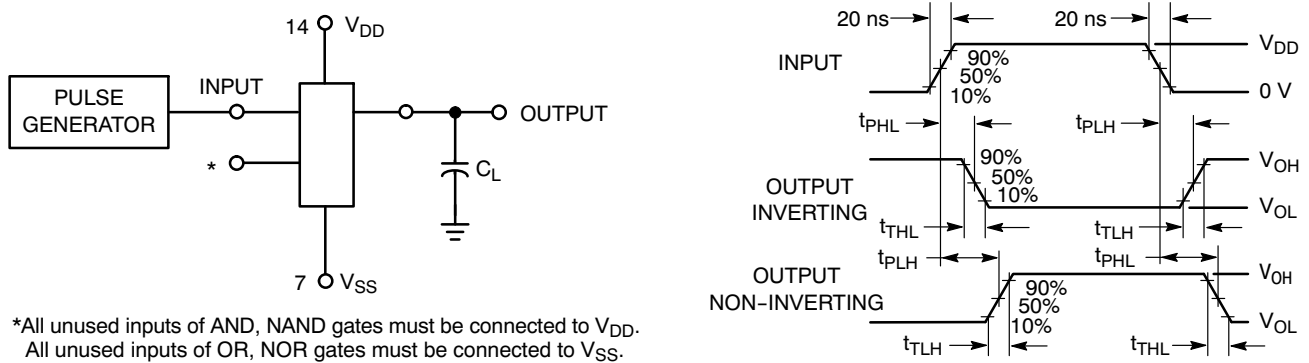 14
V_DD
INPUT
PULSE
GENERATOR
OUTPUT
*
C_L
7
V_SS
*All unused inputs of AND, NAND gates must be connected to V_DD.
All unused inputs of OR, NOR gates must be connected to V_SS.
20 ns
20 ns
INPUT
90%
50%
10%
V_DD
0 V
t_PHL
t_PLH
OUTPUT
INVERTING
90%
50%
10%
V_OH
V_OL
t_THL
t_TLH
t_PLH
t_PHL
OUTPUT
NON−INVERTING
90%
50%
10%
V_OH
V_OL
t_TLH
t_THL